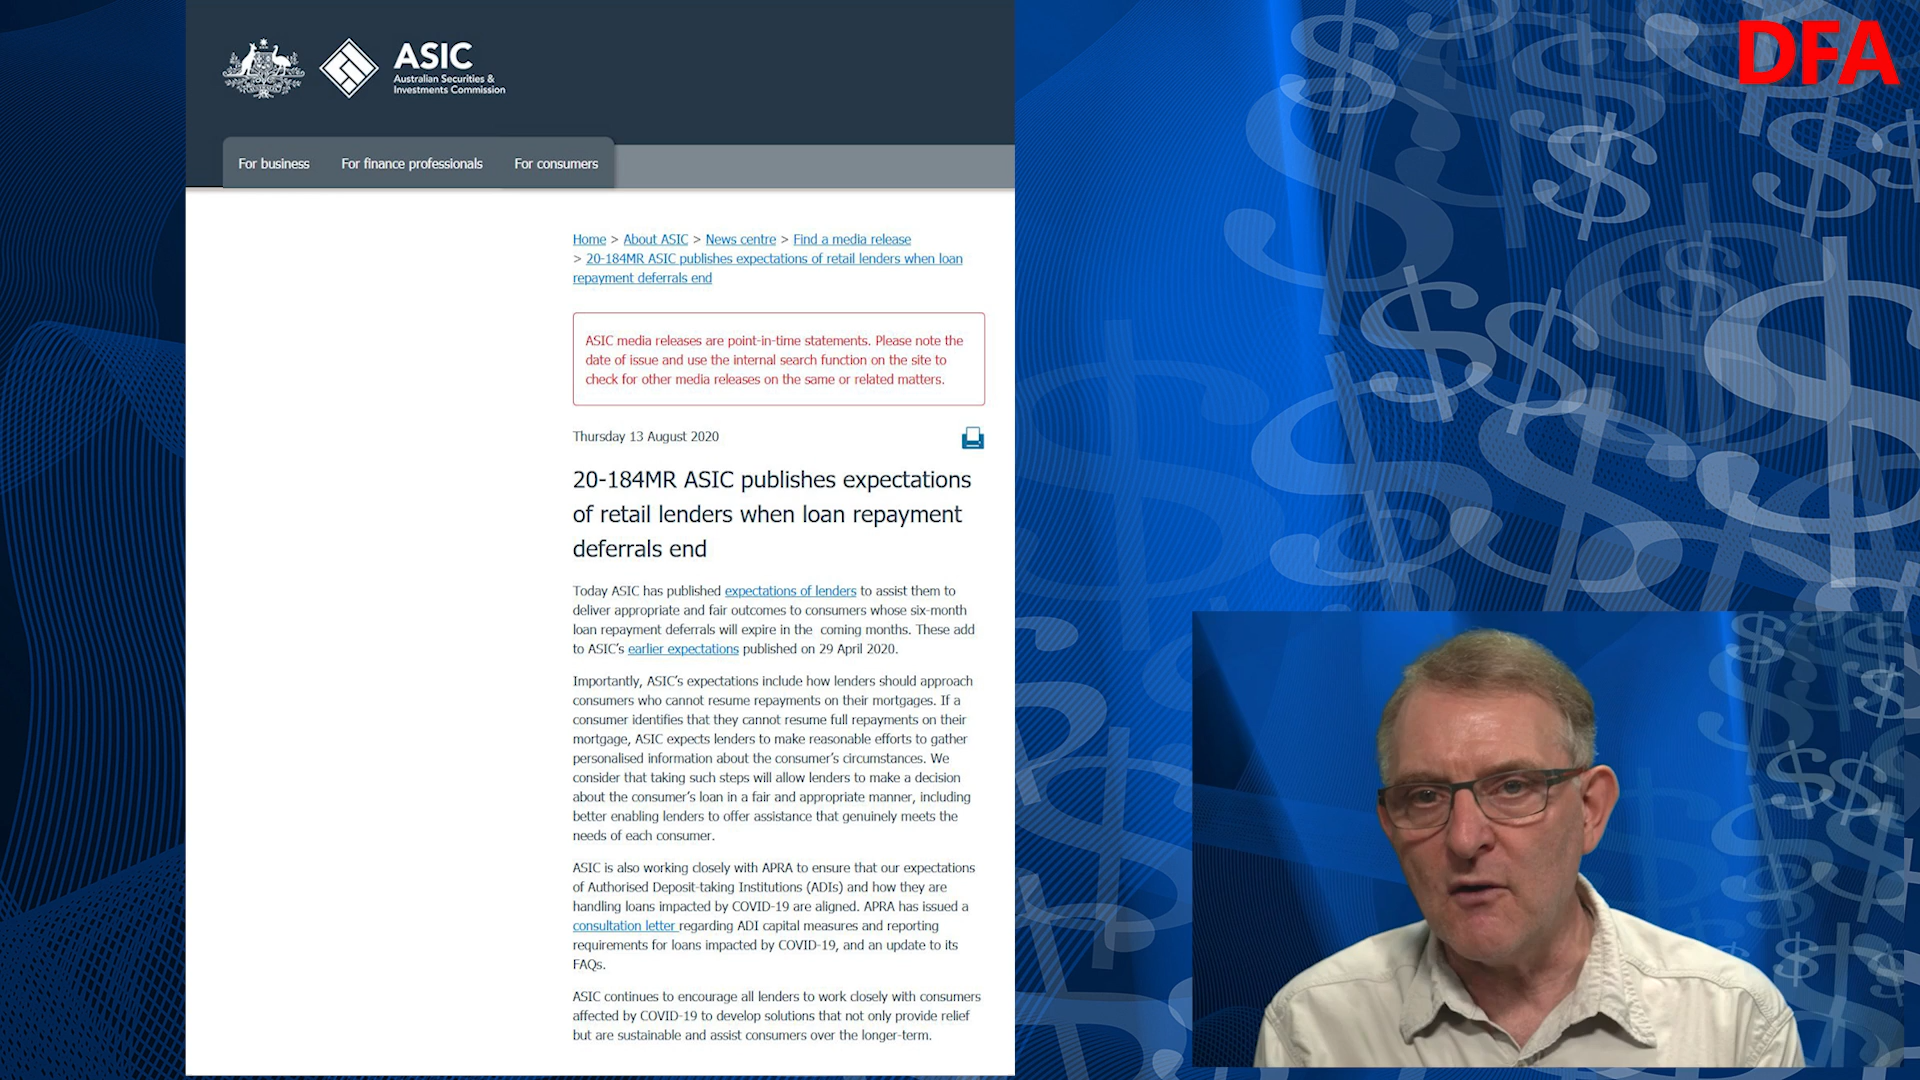 ASIC
Australian Securities &
Investments Commission
DFA
For business
For finance professionals
For consumers
Home > About ASIC > News centre > Find a media release
> 20-184MR ASIC publishes expectations of retail lenders when loan
repayment deferrals end
ASIC media releases are point-in-time statements. Please note the
date of issue and use the internal search function on the site to
check for other media releases on the same or related matters.
Thursday 13 August 2020
20-184MR ASIC publishes expectations
of retail lenders when loan repayment
deferrals end
Today ASIC has published expectations of lenders to assist them to
deliver appropriate and fair outcomes to consumers whose six-month
loan repayment deferrals will expire in the coming months. These add
to ASIC's earlier expectations published on 29 April 2020.
Importantly, ASIC's expectations include how lenders should approach
consumers who cannot resume repayments on their mortgages. If a
consumer identifies that they cannot resume full repayments on their
mortgage, ASIC expects lenders to make reasonable efforts to gather
personalised information about the consumer's circumstances. We
consider that taking such steps will allow lenders to make a decision
about the consumer's loan in a fair and appropriate manner, including
better enabling lenders to offer assistance that genuinely meets the
needs of each consumer.
ASIC is also working closely with APRA to ensure that our expectations
of Authorised Deposit-taking Institutions (ADIs) and how they are
handling loans impacted by COVID-19 are aligned. APRA has issued a
consultation letter regarding ADI capital measures and reporting
requirements for loans impacted by COVID-19, and an update to its
FAQs.
ASIC continues to encourage all lenders to work closely with consumers
affected by COVID-19 to develop solutions that not only provide relief
but are sustainable and assist consumers over the longer-term.